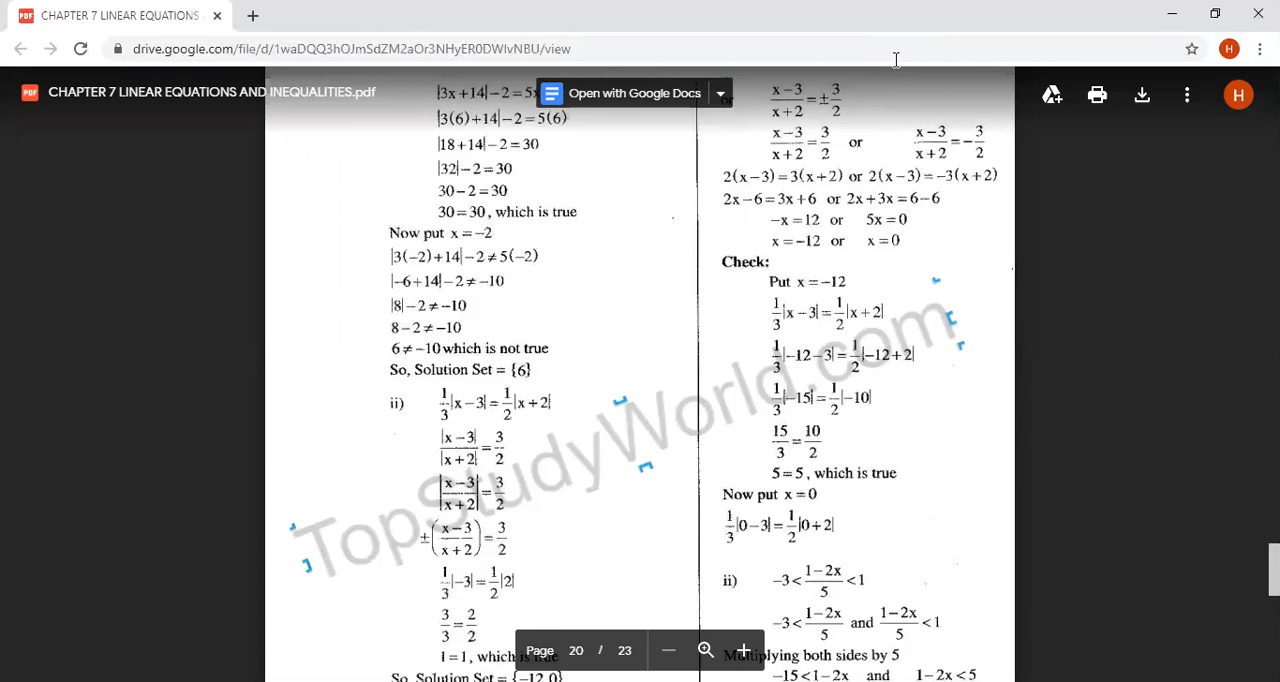 CHAPTER 7 LINEAR EQUATIONS
drive.google.com/file/d/1waDQQ3hOJmSdZM2aOr3NHyER0DWlvNBU/view
H
CHAPTER 7 LINEAR EQUATIONS AND INEQUALITIES.pdf
Open with Google Docs
H
|3x+14|−2=5x
|3(6)+14|−2=5(6)
|18+14|−2=30
|32|−2=30
30−2=30
30=30, which is true
Now put x=−2
|3(−2)+14|−2≠5(−2)
|−6+14|−2≠−10
|8|−2≠−10
8−2≠−10
6≠−10 which is not true
So, Solution Set = {6}
ii) 1/3|x−3|=1/2|x+2|
|x−3|/|x+2|=3/2
|x−3/x+2|=3/2
±(x−3/x+2)=3/2
1/3|−3|=1/2|2|
3/3=2/2
1=1, which is true
So, Solution Set = {−12,0}
or x−3/x+2=±3/2
x−3/x+2=3/2 or x−3/x+2=−3/2
2(x−3)=3(x+2) or 2(x−3)=−3(x+2)
2x−6=3x+6 or 2x+3x=6−6
−x=12 or 5x=0
x=−12 or x=0
Check:
Put x=−12
1/3|x−3|=1/2|x+2|
1/3|−12−3|=1/2|−12+2|
1/3|−15|=1/2|−10|
15/3=10/2
5=5, which is true
Now put x=0
1/3|0−3|=1/2|0+2|
ii) −3<1−2x/5<1
−3<1−2x/5 and 1−2x/5<1
Multiplying both sides by 5
−15<1−2x and 1−2x<5
TopStudyWorld.com
Page 20 / 23